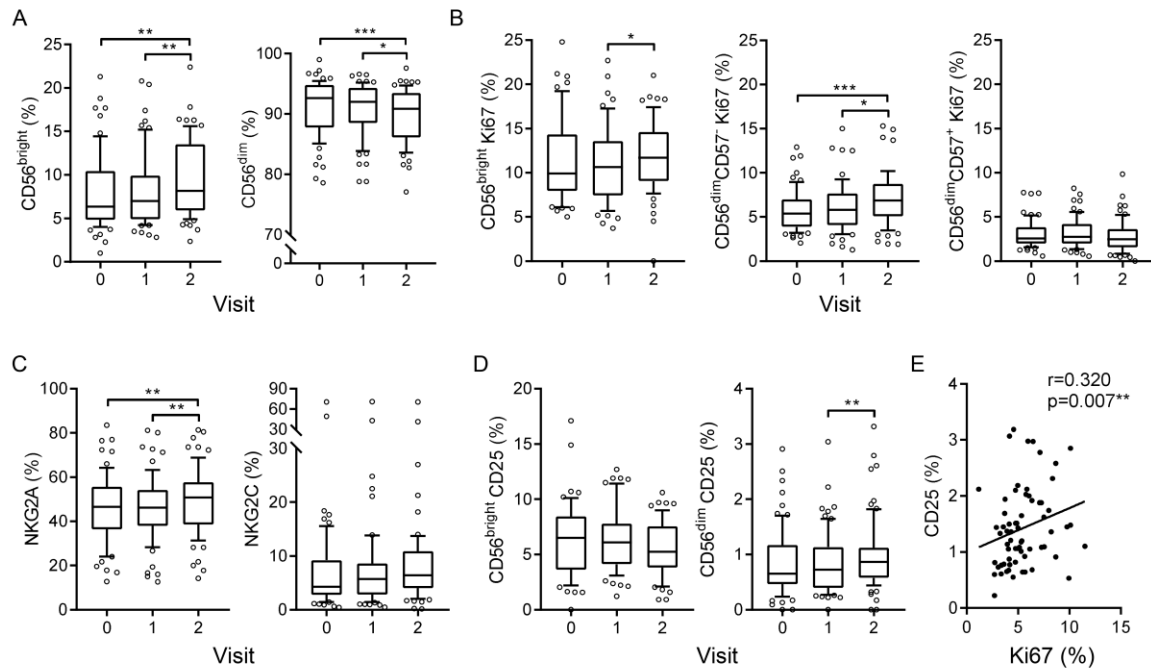 A
CD56bright (%)
25
20
15
10
5
0
**
**
0 1 2
CD56dim (%)
100
90
80
70
0
***
*
0 1 2
Visit
B
CD56bright Ki67 (%)
25
20
15
10
5
0
*
0 1 2
CD56dimCD57- Ki67 (%)
25
20
15
10
5
0
***
*
0 1 2
CD56dimCD57+ Ki67 (%)
25
20
15
10
5
0
0 1 2
Visit
C
NKG2A (%)
100
80
60
40
20
0
**
**
0 1 2
NKG2C (%)
90
60
30
30
20
10
0
0 1 2
Visit
D
CD56bright CD25 (%)
25
20
15
10
5
0
0 1 2
CD56dim CD25 (%)
4
3
2
1
0
**
0 1 2
Visit
E
r=0.320
p=0.007**
CD25 (%)
4
3
2
1
0
0 5 10 15
Ki67 (%)